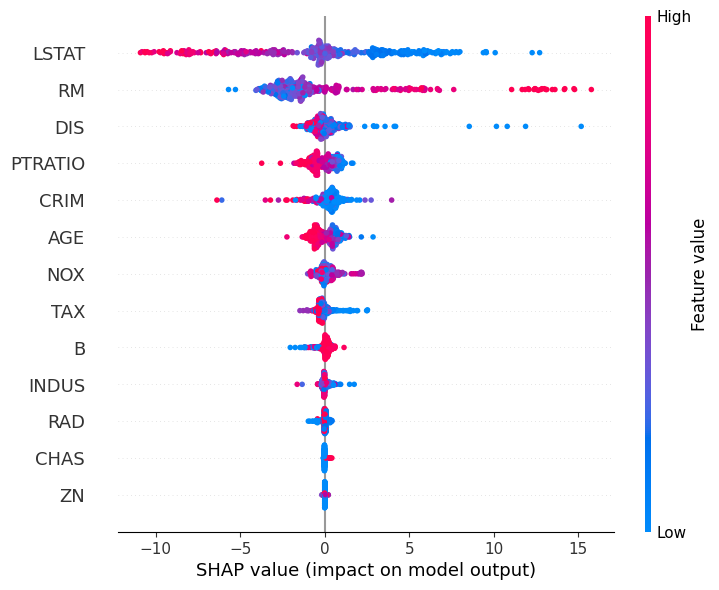 High
LSTAT
RM
DIS
PTRATIO
CRIM
AGE
NOX
TAX
B
INDUS
RAD
CHAS
ZN
Feature value
Low
−10 −5 0 5 10 15
SHAP value (impact on model output)